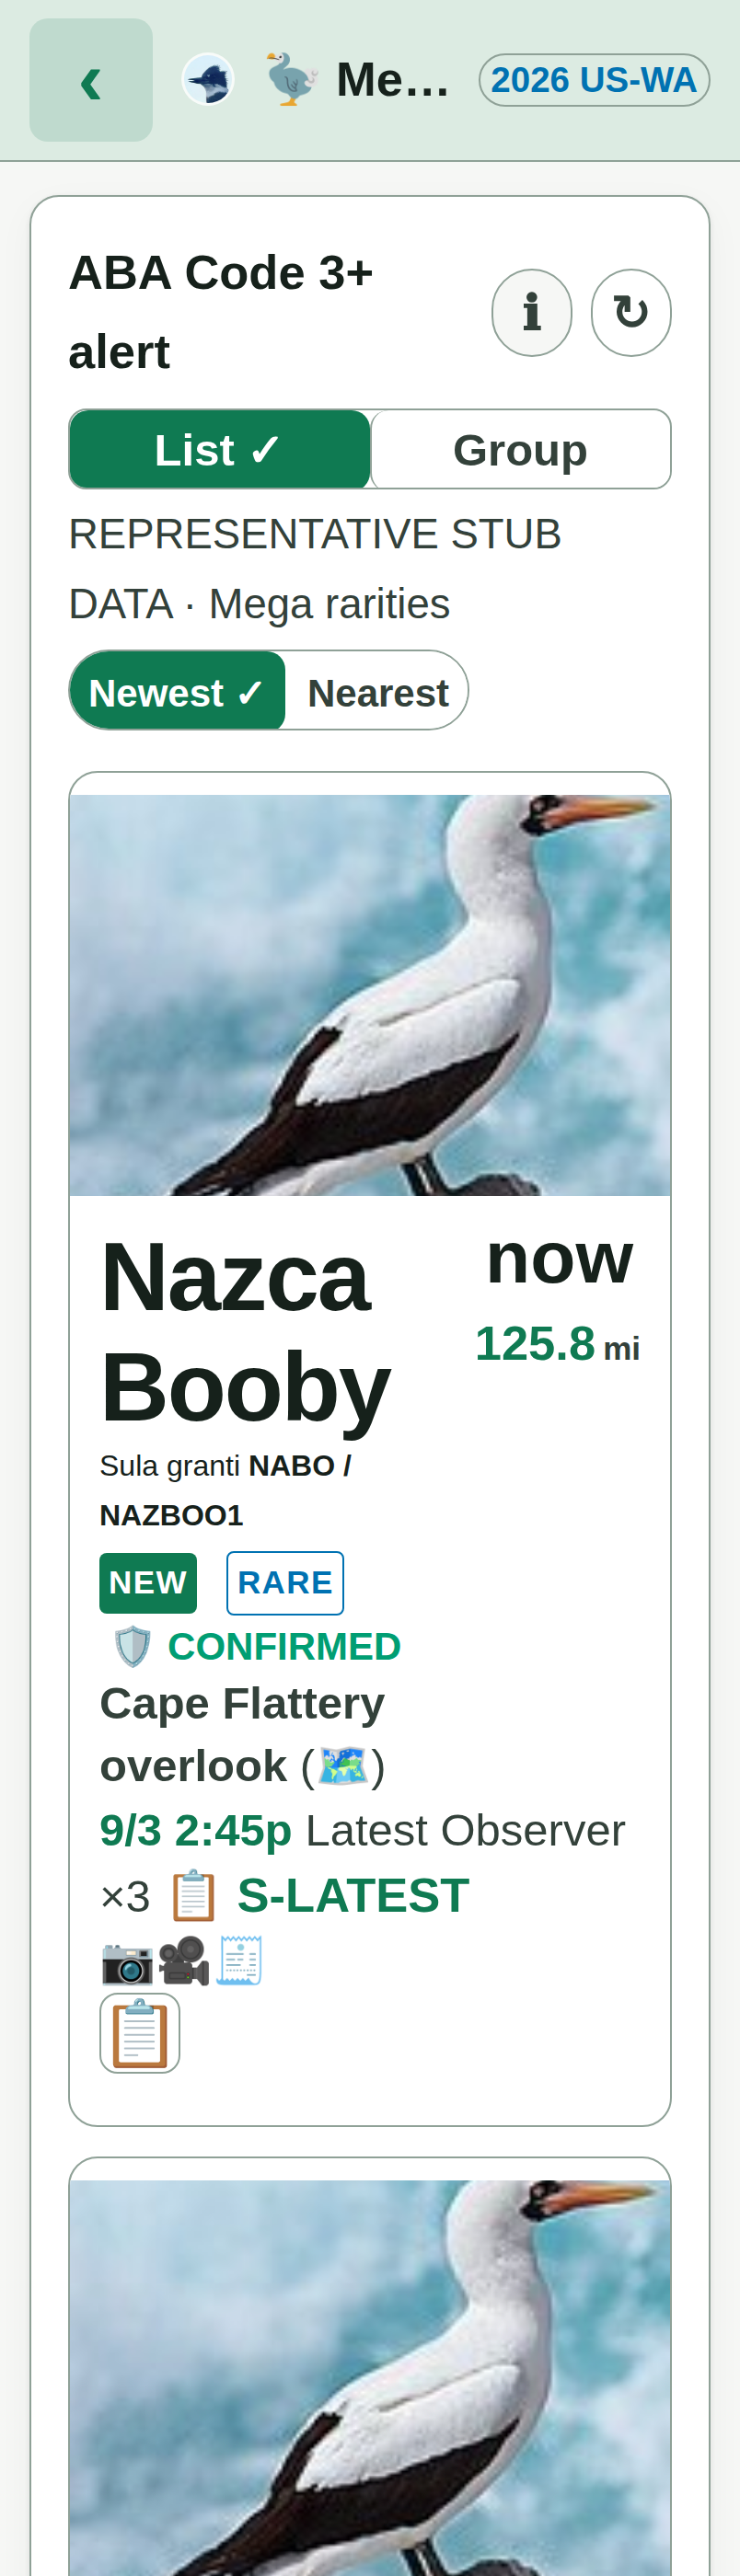 ‹ Me… 2026 US-WA
ABA Code 3+
alert
ℹ ↻
List ✓ Group
REPRESENTATIVE STUB
DATA · Mega rarities
Newest ✓ Nearest
Nazca
Booby
now
125.8 mi
Sula granti NABO /
NAZBOO1
NEW RARE
CONFIRMED
Cape Flattery
overlook (🗺️)
9/3 2:45p Latest Observer
×3 📋 S-LATEST